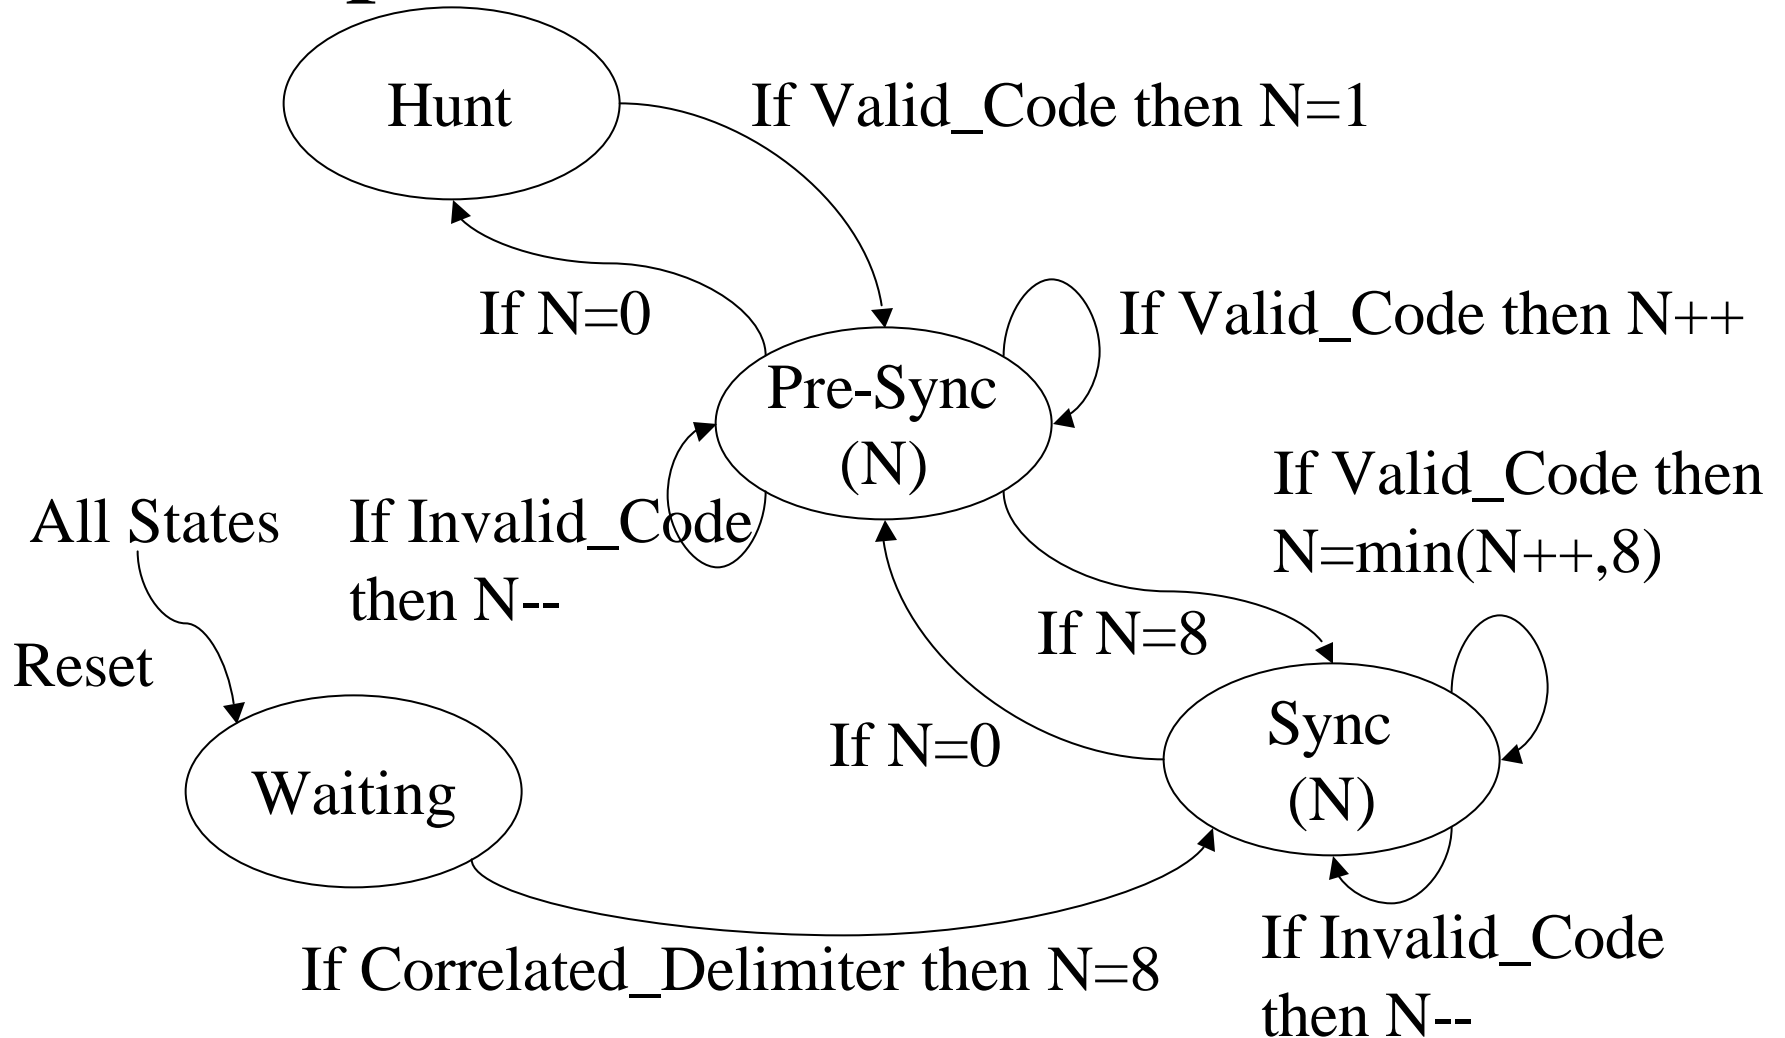 Hunt
If Valid_Code then N=1
If N=0
If Valid_Code then N++
Pre-Sync
(N)
If Invalid_Code
then N--
If Valid_Code then
N=min(N++,8)
All States
Reset
If N=8
If N=0
Sync
(N)
Waiting
If Correlated_Delimiter then N=8
If Invalid_Code
then N--